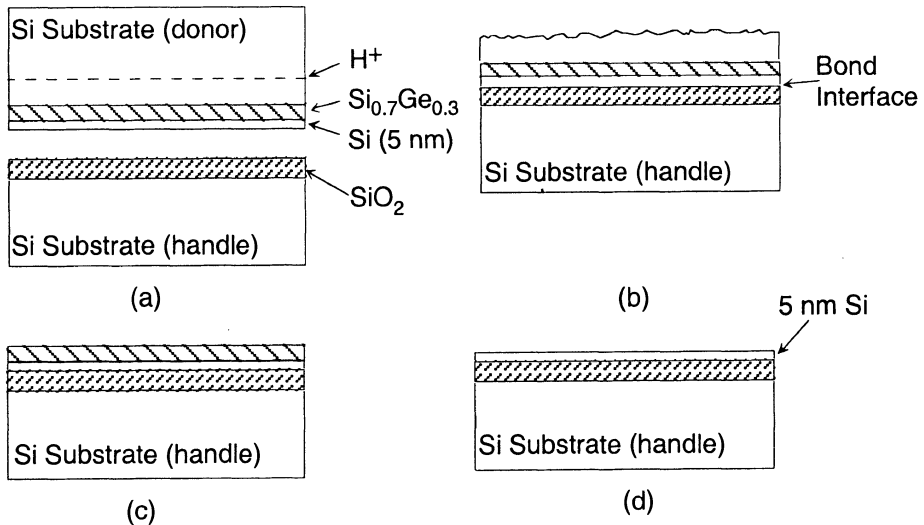 Si Substrate (donor)
H+
Si0.7Ge0.3
Si (5 nm)
SiO2
Si Substrate (handle)
(a)
Bond
Interface
Si Substrate (handle)
(b)
Si Substrate (handle)
(c)
5 nm Si
Si Substrate (handle)
(d)